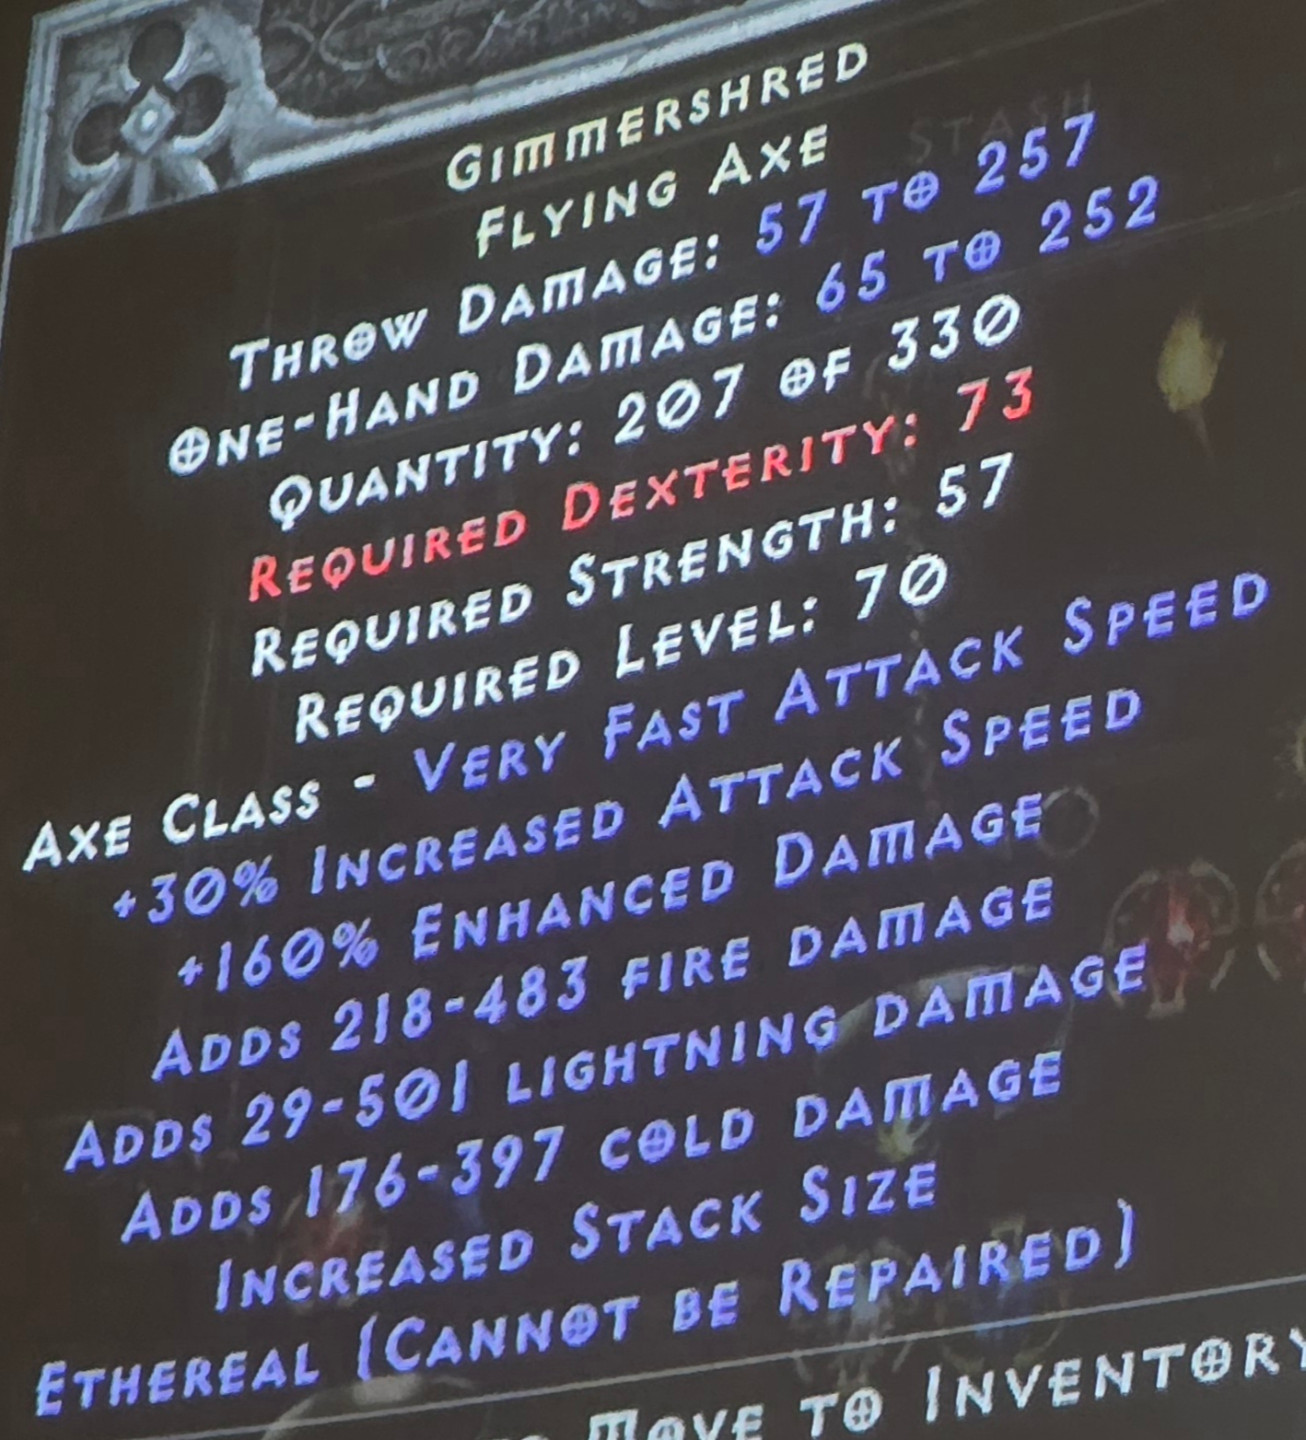 STASH
GIMMERSHRED
FLYING AXE
THROW DAMAGE: 57 TO 257
ONE-HAND DAMAGE: 65 TO 252
QUANTITY: 207 OF 330
REQUIRED DEXTERITY: 73
REQUIRED STRENGTH: 57
REQUIRED LEVEL: 70
AXE CLASS - VERY FAST ATTACK SPEED
+30% INCREASED ATTACK SPEED
+160% ENHANCED DAMAGE
ADDS 218-483 FIRE DAMAGE
ADDS 29-501 LIGHTNING DAMAGE
ADDS 176-397 COLD DAMAGE
INCREASED STACK SIZE
ETHEREAL (CANNOT BE REPAIRED)
MOVE TO INVENTORY